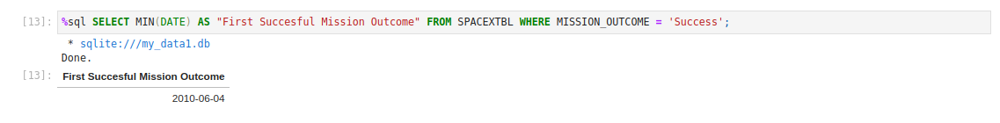 [13]: %sql SELECT MIN(DATE) AS "First Succesful Mission Outcome" FROM SPACEXTBL WHERE MISSION_OUTCOME = 'Success';
* sqlite:///my_data1.db
Done.
[13]: First Succesful Mission Outcome
2010-06-04